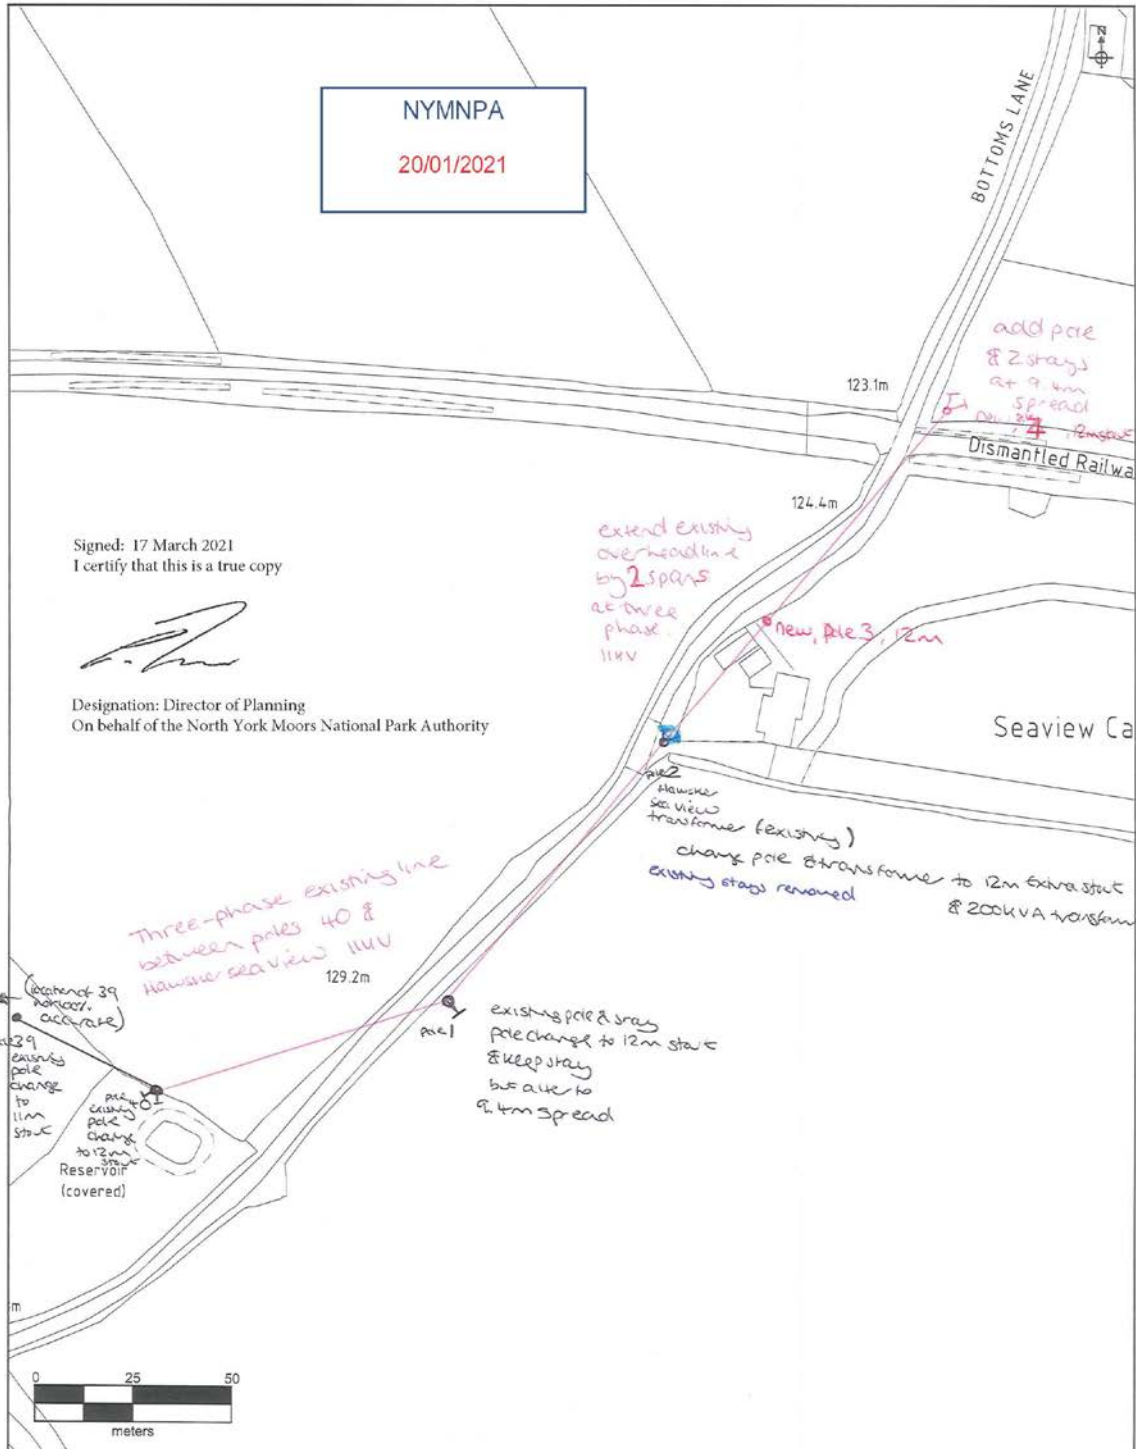 N
NYMNPA
20/01/2021
BOTTOMS LANE
add pole
& 2 stays
at 9.4m
spread
4
12m stout
123.1m
Dismantled Railwa
124.4m
Signed: 17 March 2021
I certify that this is a true copy
extend existing
overhead line
by 2 spans
at three
phase
11KV
new, Pole 3, 12m
Designation: Director of Planning
On behalf of the North York Moors National Park Authority
Seaview Ca
pole 2
Hawsker
sea view
transformer (existing)
change pole & transformer to 12m Extra stout
& 200KVA transform
existing stays removed
Three-phase existing line
between poles 40 &
Hawsker seaview 11KV
129.2m
(location of 39
not 100%
accurate)
39
existing
pole
change
to
11m
stout
pole 1
existing pole & stay
pole change to 12m stout
& keep stay
but alter to
9.4m spread
pole 40
existing
pole
change
to 12m
stout
Reservoir
(covered)
m
0 25 50
meters